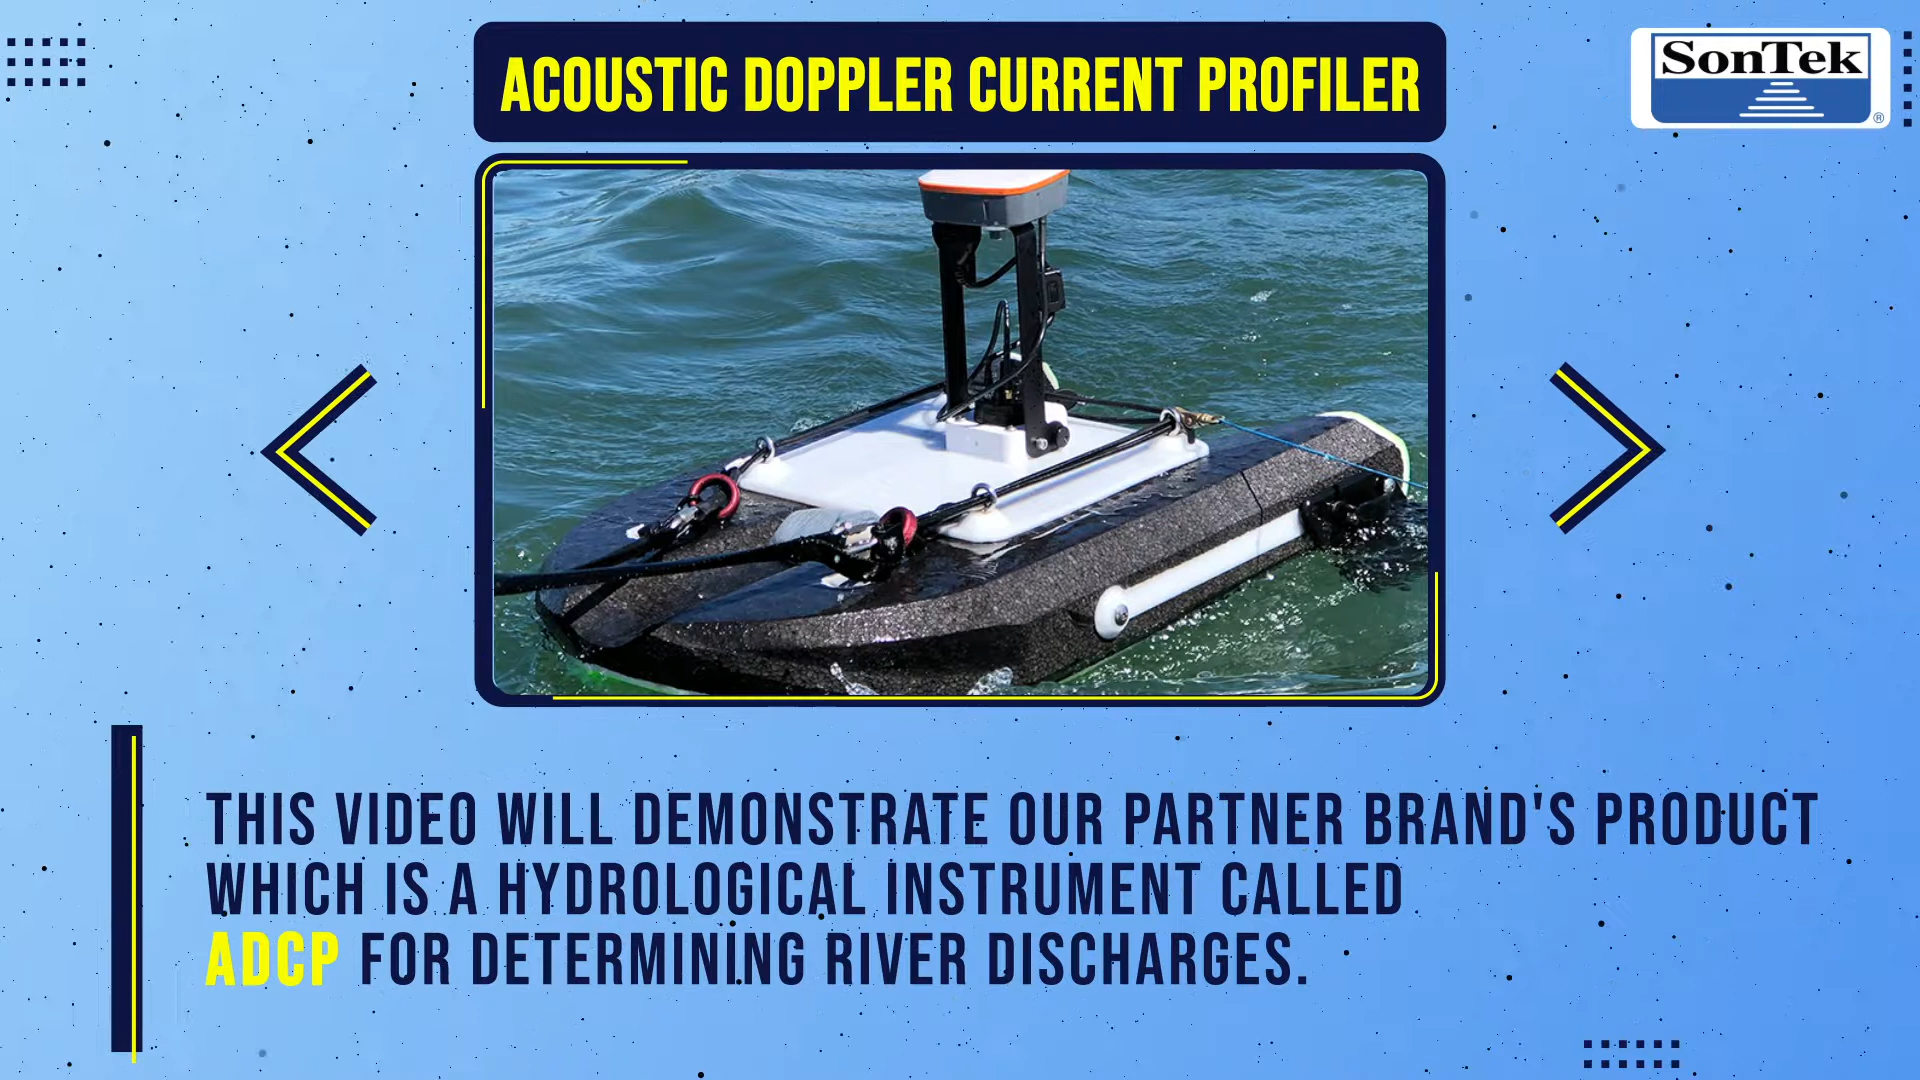 ACOUSTIC DOPPLER CURRENT PROFILER
SonTek
®
THIS VIDEO WILL DEMONSTRATE OUR PARTNER BRAND'S PRODUCT
WHICH IS A HYDROLOGICAL INSTRUMENT CALLED
ADCP FOR DETERMINING RIVER DISCHARGES.